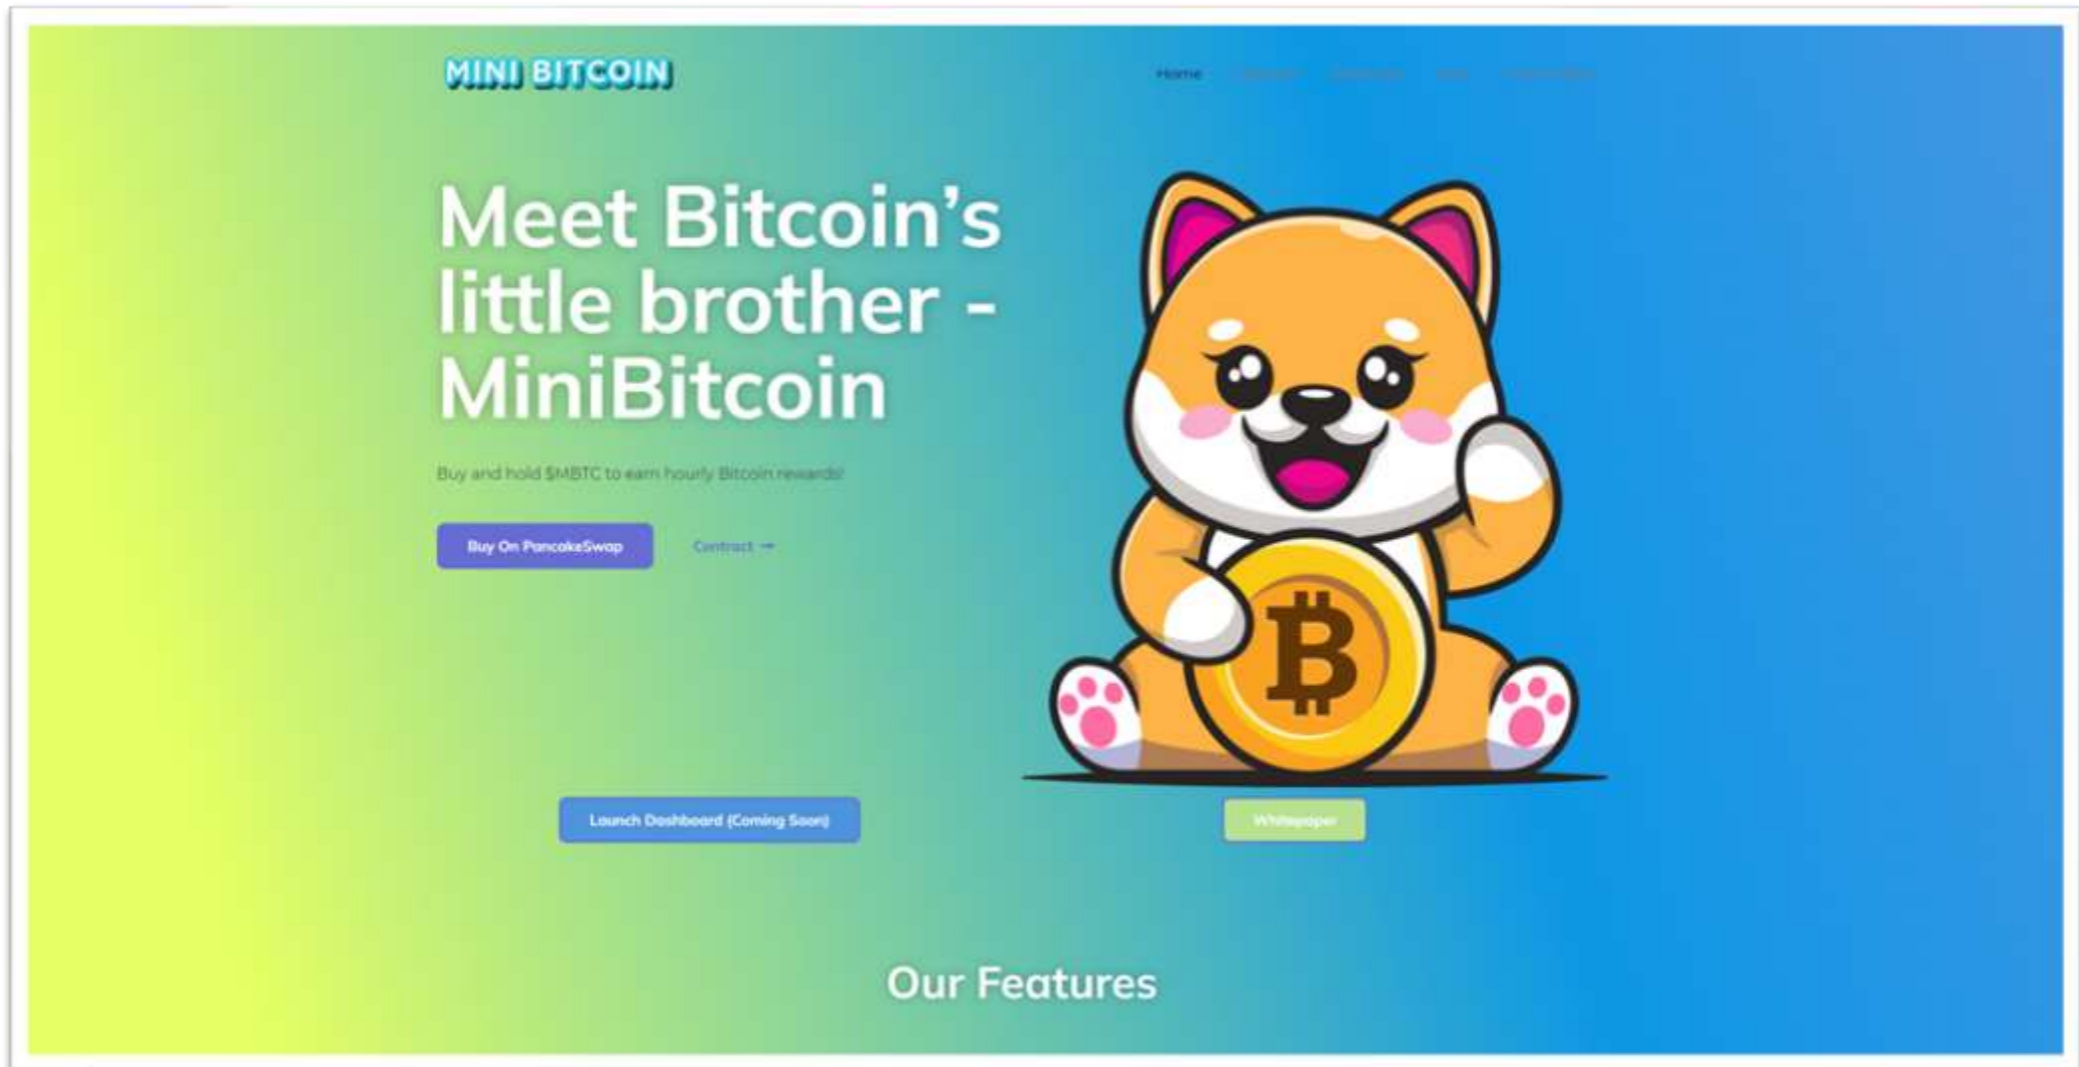 MINI BITCOIN
Home
Meet Bitcoin's
little brother -
MiniBitcoin
Buy and hold $MBTC to earn hourly Bitcoin rewards!
Buy On PancakeSwap
Contract →
Launch Dashboard (Coming Soon)
Whitepaper
Our Features